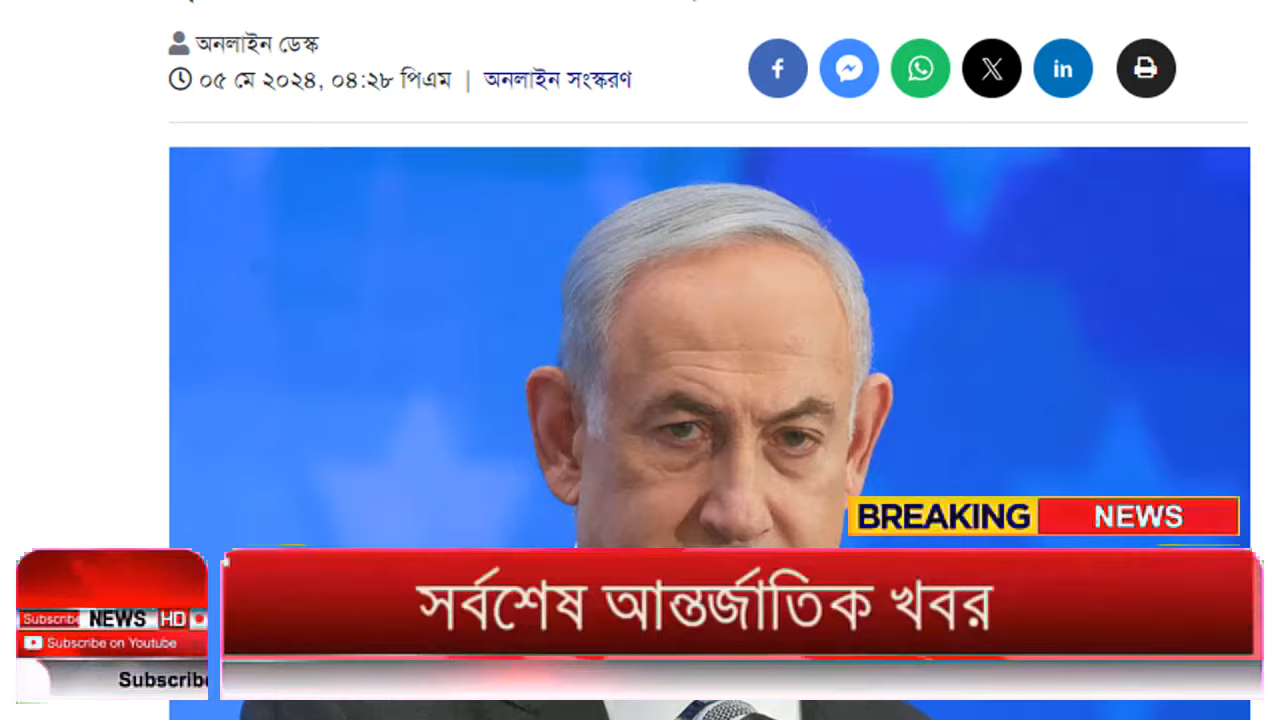 অনলাইন ডেস্ক
০৫ মে ২০২৪, ০৪:২৮ পিএম | অনলাইন সংস্করণ
BREAKING NEWS
সর্বশেষ আন্তর্জাতিক খবর
Subscribe NEWS HD
Subscribe on Youtube
Subscribe